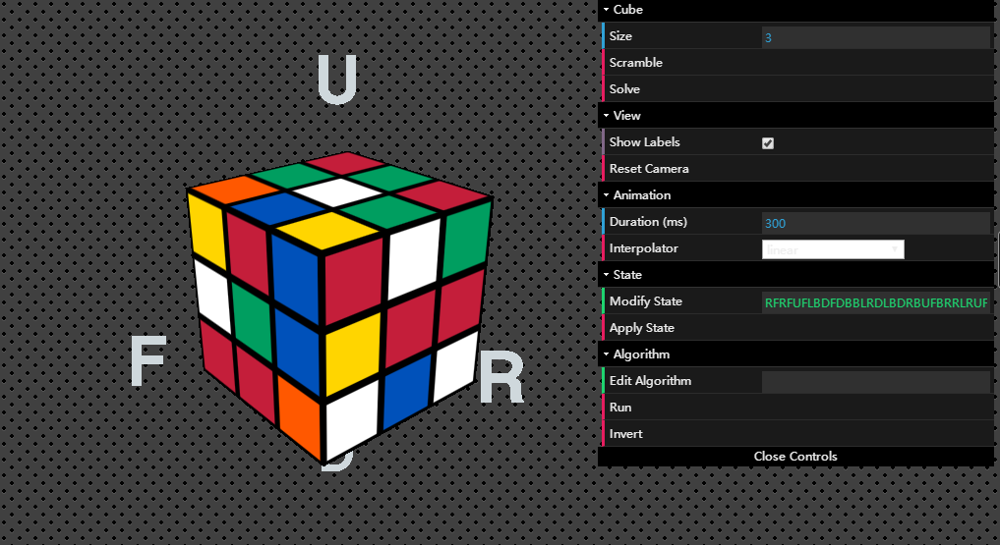 U
F
R
D
Cube
Size 3
Scramble
Solve
View
Show Labels
Reset Camera
Animation
Duration (ms) 300
Interpolator linear
State
Modify State RFRFUFLBDFDBBLRDLBDRBUFBRRLRUF
Apply State
Algorithm
Edit Algorithm
Run
Invert
Close Controls